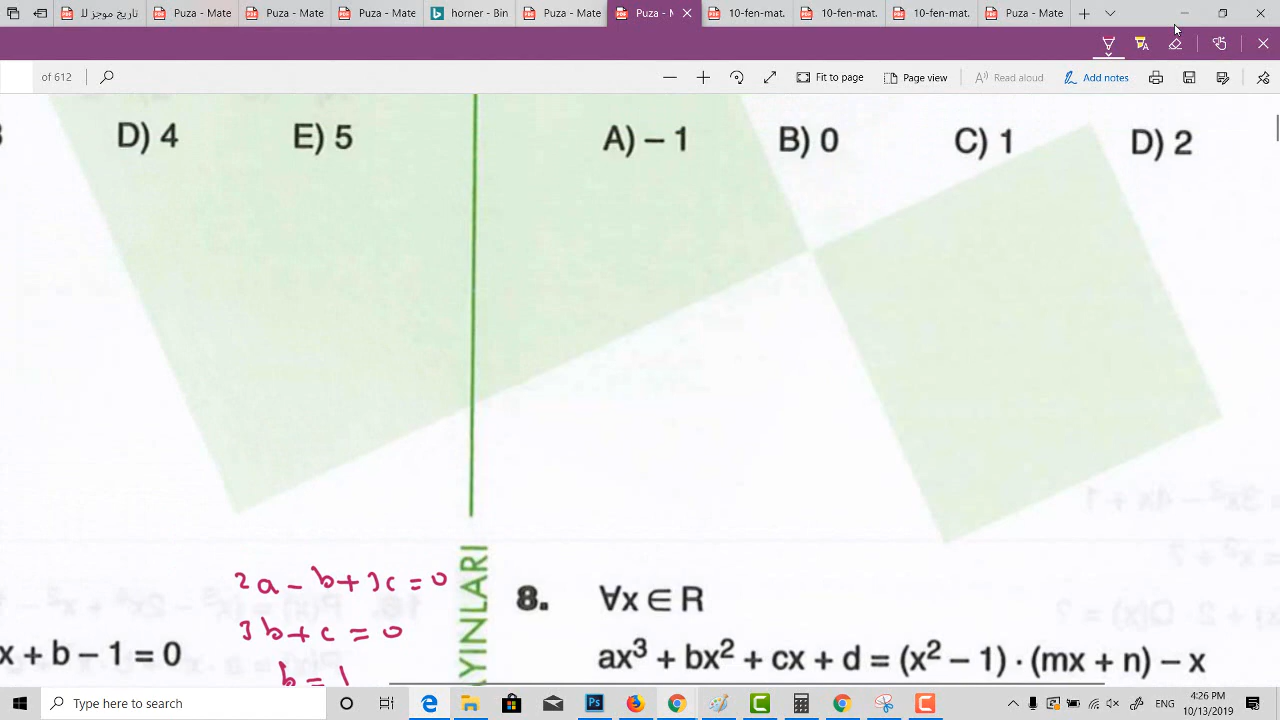 Puza - Mate
Puza - Mate
تاريخ موجز لل
Puza - Mate
Puza - Mate
horner - Bin
Puza - Mate
Puza - M
10-fen-mat.
10-fen-mat.
10-fen-mat.
Puza - Mate
of 612
Fit to page
Page view
Read aloud
Add notes
D) 4 E) 5
A) – 1 B) 0 C) 1 D) 2
2a - b + 3c = 0
3b + c = 0
b = 1
x + b – 1 = 0
YINLARI
8. ∀x ∈ R
ax³ + bx² + cx + d = (x² – 1) · (mx + n) – x
Type here to search
ENG
4:26 PM
10/13/2019